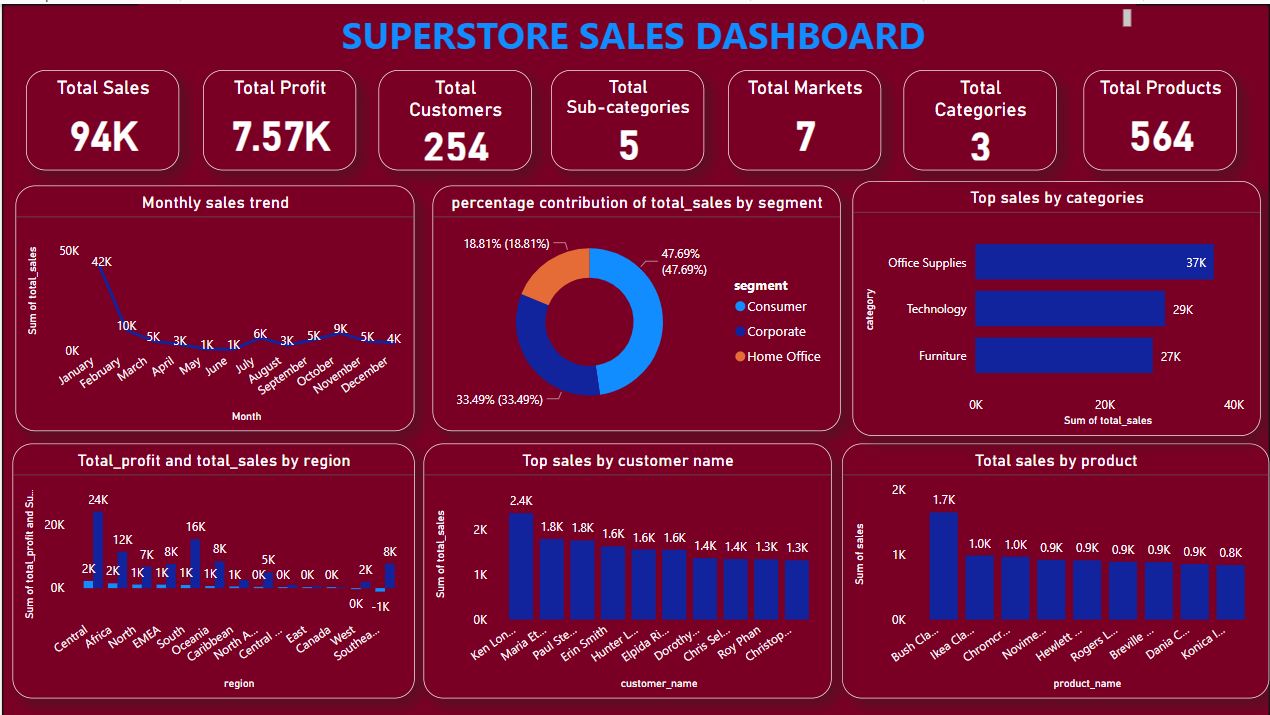 SUPERSTORE SALES DASHBOARD
Total Sales
94K
Total Profit
7.57K
Total
Customers
254
Total
Sub-categories
5
Total Markets
7
Total
Categories
3
Total Products
564
Monthly sales trend
Sum of total_sales
50K
0K
42K
10K
5K
3K
1K
1K
6K
3K
5K
9K
5K
4K
January
February
March
April
May
June
July
August
September
October
November
December
Month
percentage contribution of total_sales by segment
18.81% (18.81%)
47.69%
(47.69%)
33.49% (33.49%)
segment
Consumer
Corporate
Home Office
Top sales by categories
category
Office Supplies
37K
Technology
29K
Furniture
27K
0K
20K
40K
Sum of total_sales
Total_profit and total_sales by region
Sum of total_profit and Su...
20K
0K
24K
12K
7K
8K
16K
8K
5K
2K
8K
2K
2K
1K
1K
1K
1K
1K
0K
0K
0K
0K
0K
-1K
Central
Africa
North
EMEA
South
Oceania
Caribbean
North A...
Central ...
East
Canada
West
Southea...
region
Top sales by customer name
Sum of total_sales
2K
1K
0K
2.4K
1.8K
1.8K
1.6K
1.6K
1.6K
1.4K
1.4K
1.3K
1.3K
Ken Lon...
Maria Et...
Paul Ste...
Erin Smith
Hunter L...
Elpida Ri...
Dorothy...
Chris Sel...
Roy Phan
Christop...
customer_name
Total sales by product
Sum of sales
2K
1K
0K
1.7K
1.0K
1.0K
0.9K
0.9K
0.9K
0.9K
0.9K
0.8K
Bush Cla...
Ikea Cla...
Chromcr...
Novime...
Hewlett ...
Rogers L...
Breville ...
Dania C...
Konica I...
product_name